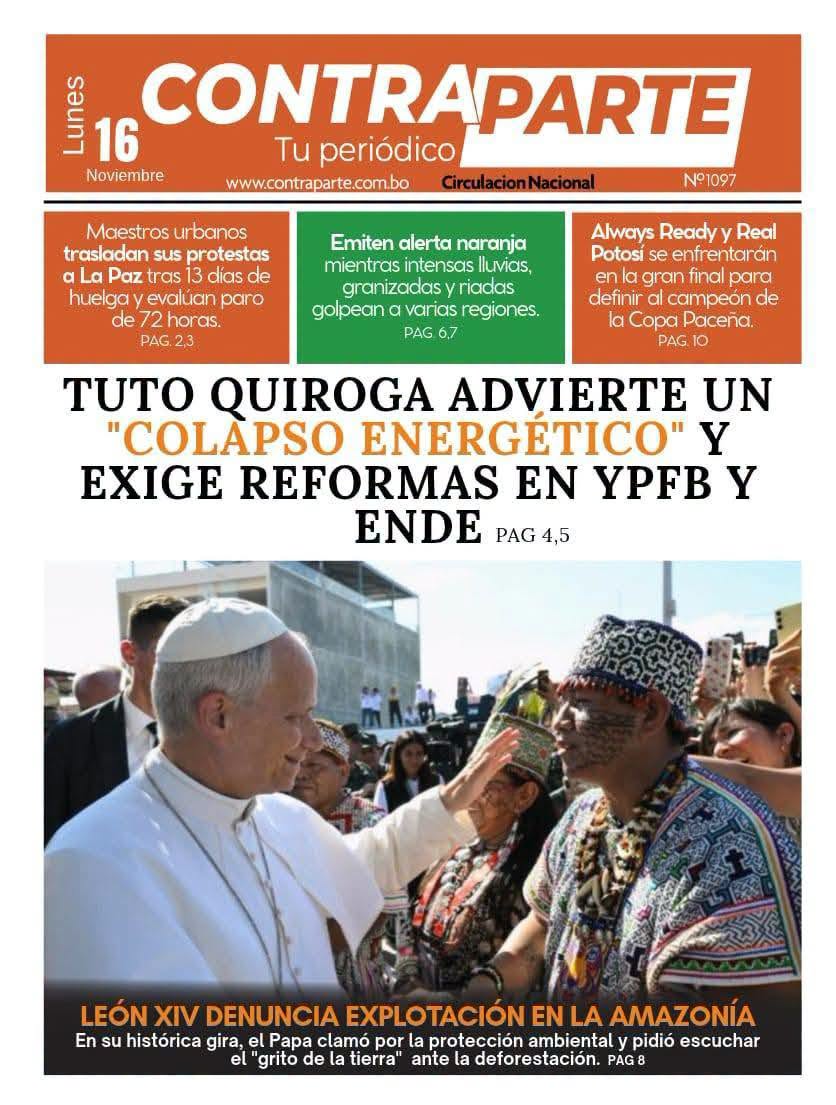 Lunes
16
Noviembre
CONTRAPARTE
Tu periódico
www.contraparte.com.bo Circulacion Nacional Nº1097
Maestros urbanos
trasladan sus protestas
a La Paz tras 13 días de
huelga y evalúan paro
de 72 horas.
PAG. 2,3
Emiten alerta naranja
mientras intensas lluvias,
granizadas y riadas
golpean a varias regiones.
PAG. 6,7
Always Ready y Real
Potosí se enfrentarán
en la gran final para
definir al campeón de
la Copa Paceña.
PAG. 10
TUTO QUIROGA ADVIERTE UN
"COLAPSO ENERGÉTICO" Y
EXIGE REFORMAS EN YPFB Y
ENDE PAG 4,5
LEÓN XIV DENUNCIA EXPLOTACIÓN EN LA AMAZONÍA
En su histórica gira, el Papa clamó por la protección ambiental y pidió escuchar
el "grito de la tierra" ante la deforestación. PAG 8